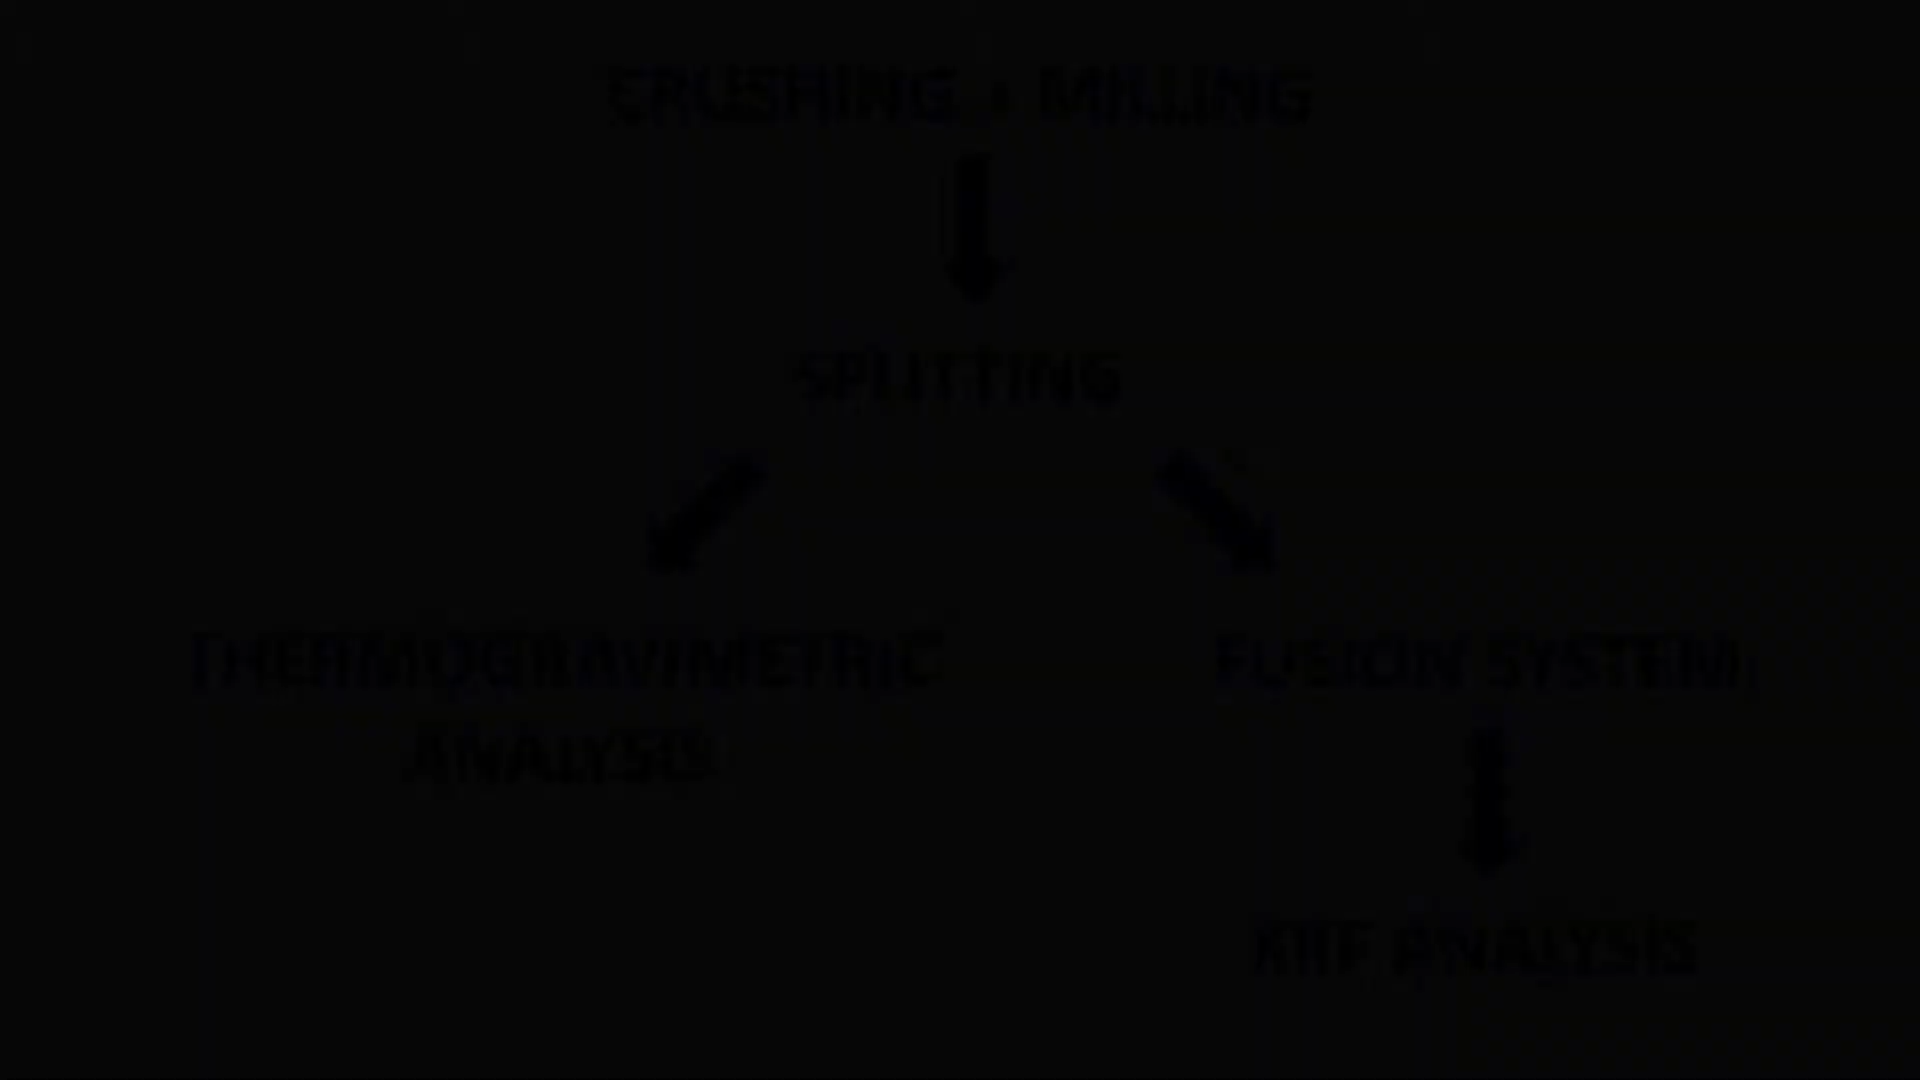 CRUSHING + MILLING
SPLITTING
THERMOGRAVIMETRIC
ANALYSIS
FUSION SYSTEM
XRF ANALYSIS